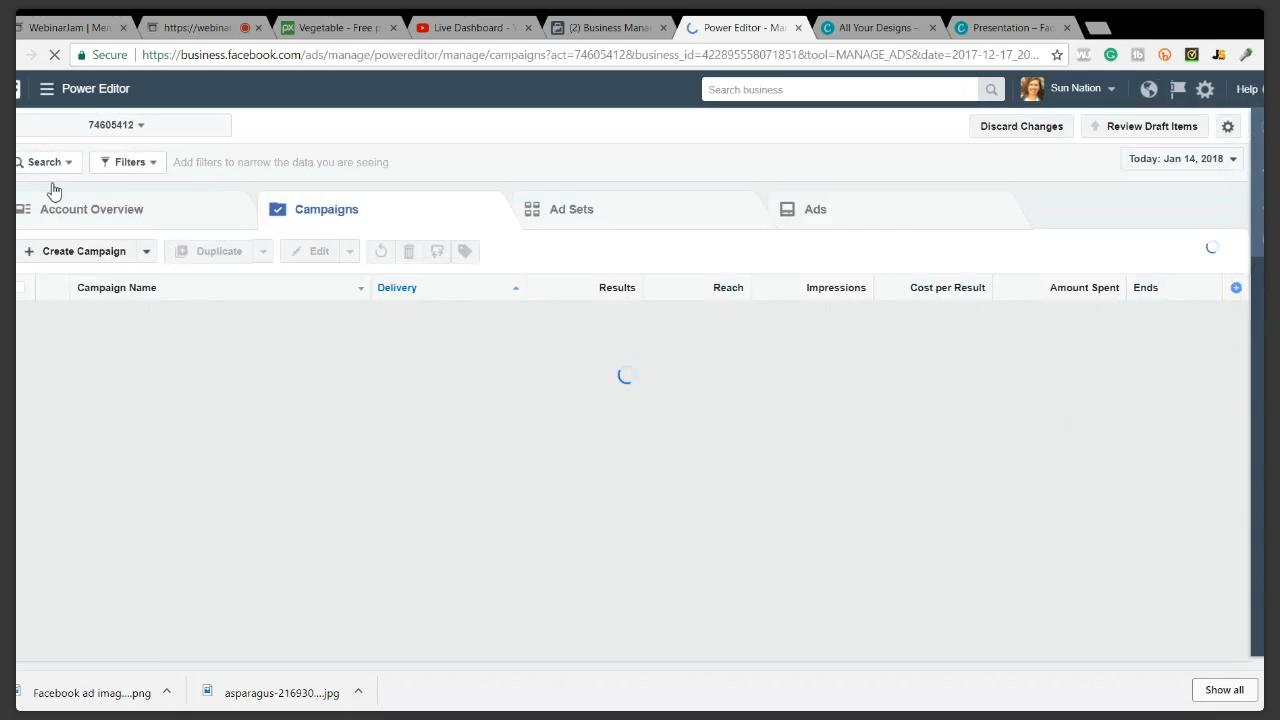 WebinarJam | Men
https://webinar
Vegetable - Free p
Live Dashboard - Y
Business Mana
Power Editor - Man
All Your Designs –
Presentation – Fac
Secure
https://business.facebook.com/ads/manage/powereditor/manage/campaigns?act=74605412&business_id=422895558071851&tool=MANAGE_ADS&date=2017-12-17_20...
Power Editor
Search business
Sun Nation
Help
74605412
Discard Changes
Review Draft Items
Search
Filters
Add filters to narrow the data you are seeing
Today: Jan 14, 2018
Account Overview
Campaigns
Ad Sets
Ads
+ Create Campaign
Duplicate
Edit
Campaign Name
Delivery
Results
Reach
Impressions
Cost per Result
Amount Spent
Ends
Facebook ad imag....png
asparagus-216930....jpg
Show all